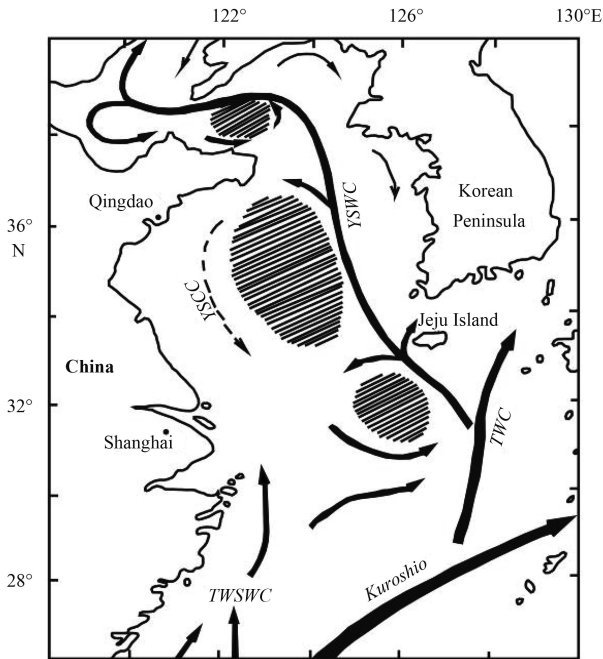 122° 126° 130°E
Qingdao
YSWC
Korean
Peninsula
36°
N
YSCC
Jeju Island
China
32°
Shanghai
TWC
28°
TWSWC
Kuroshio